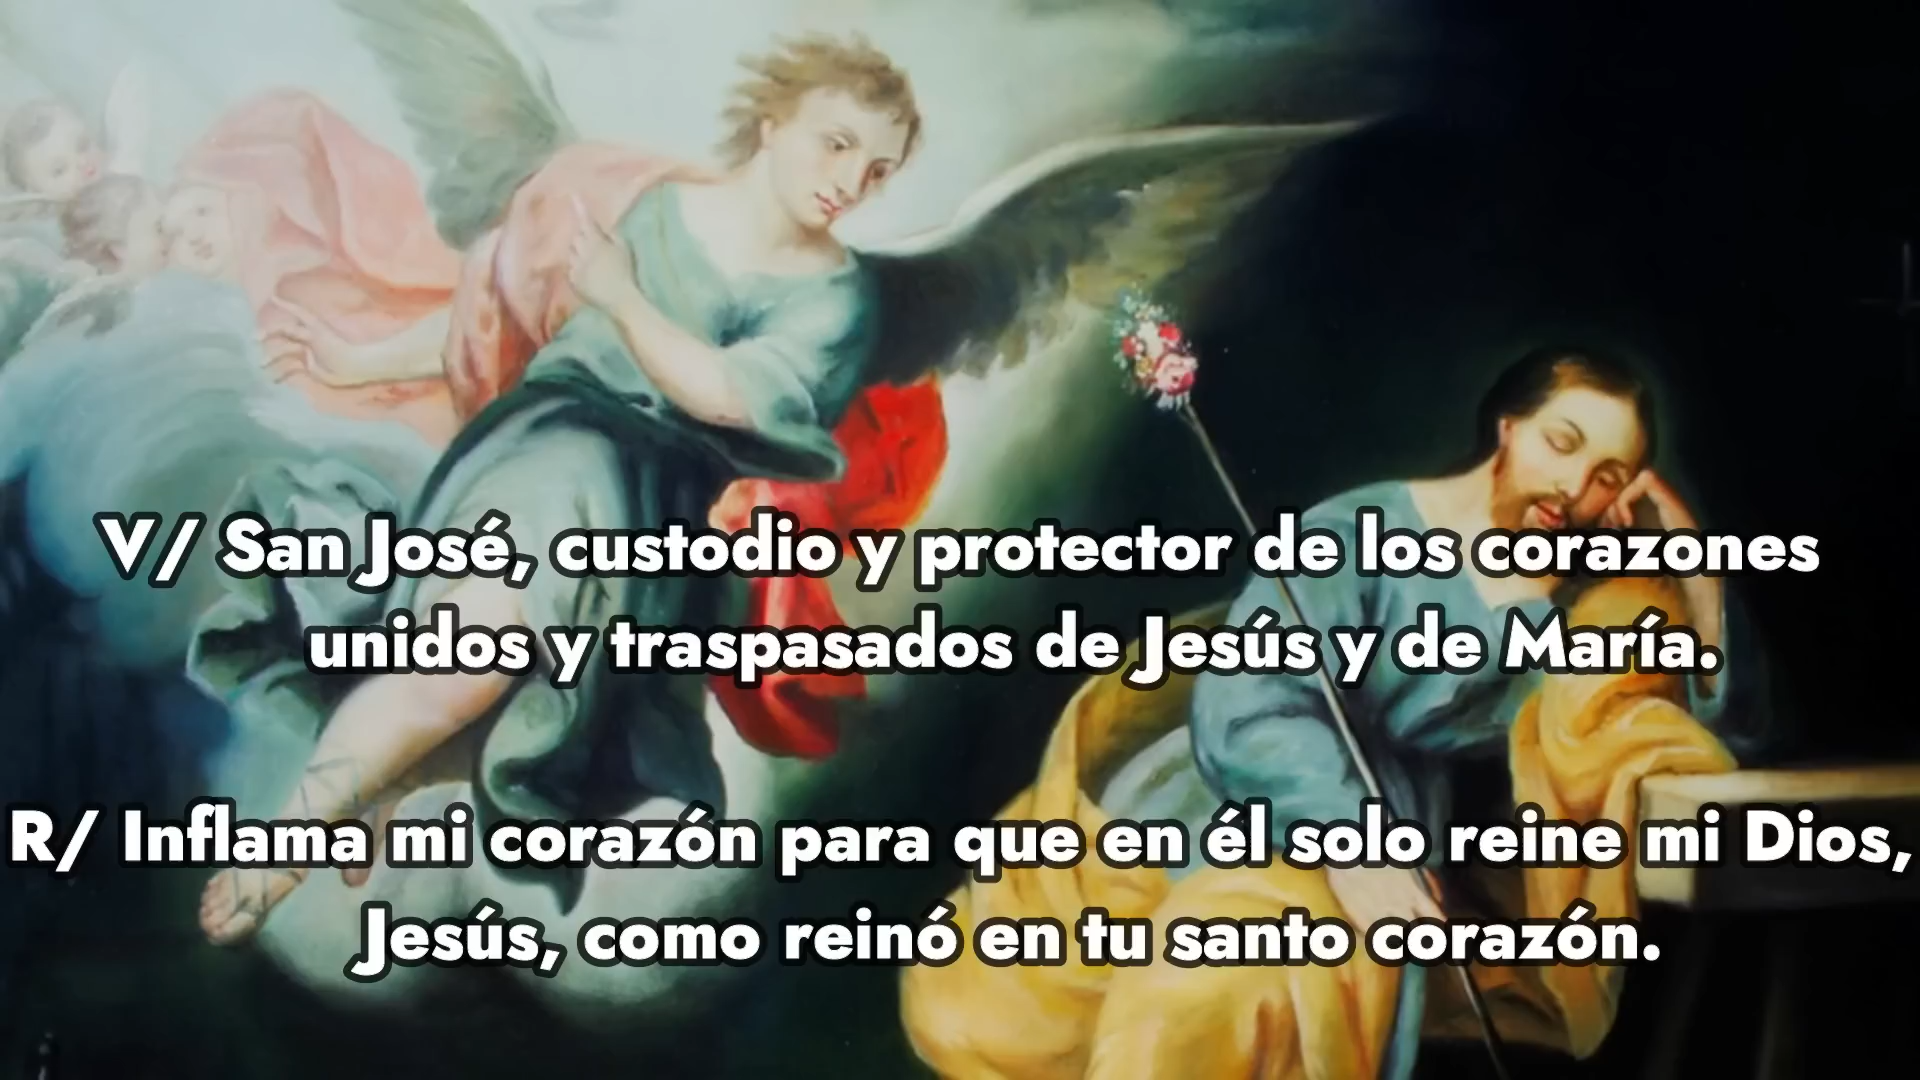 V/ San José, custodio y protector de los corazones
unidos y traspasados de Jesús y de María.
R/ Inflama mi corazón para que en él solo reine mi Dios,
Jesús, como reinó en tu santo corazón.